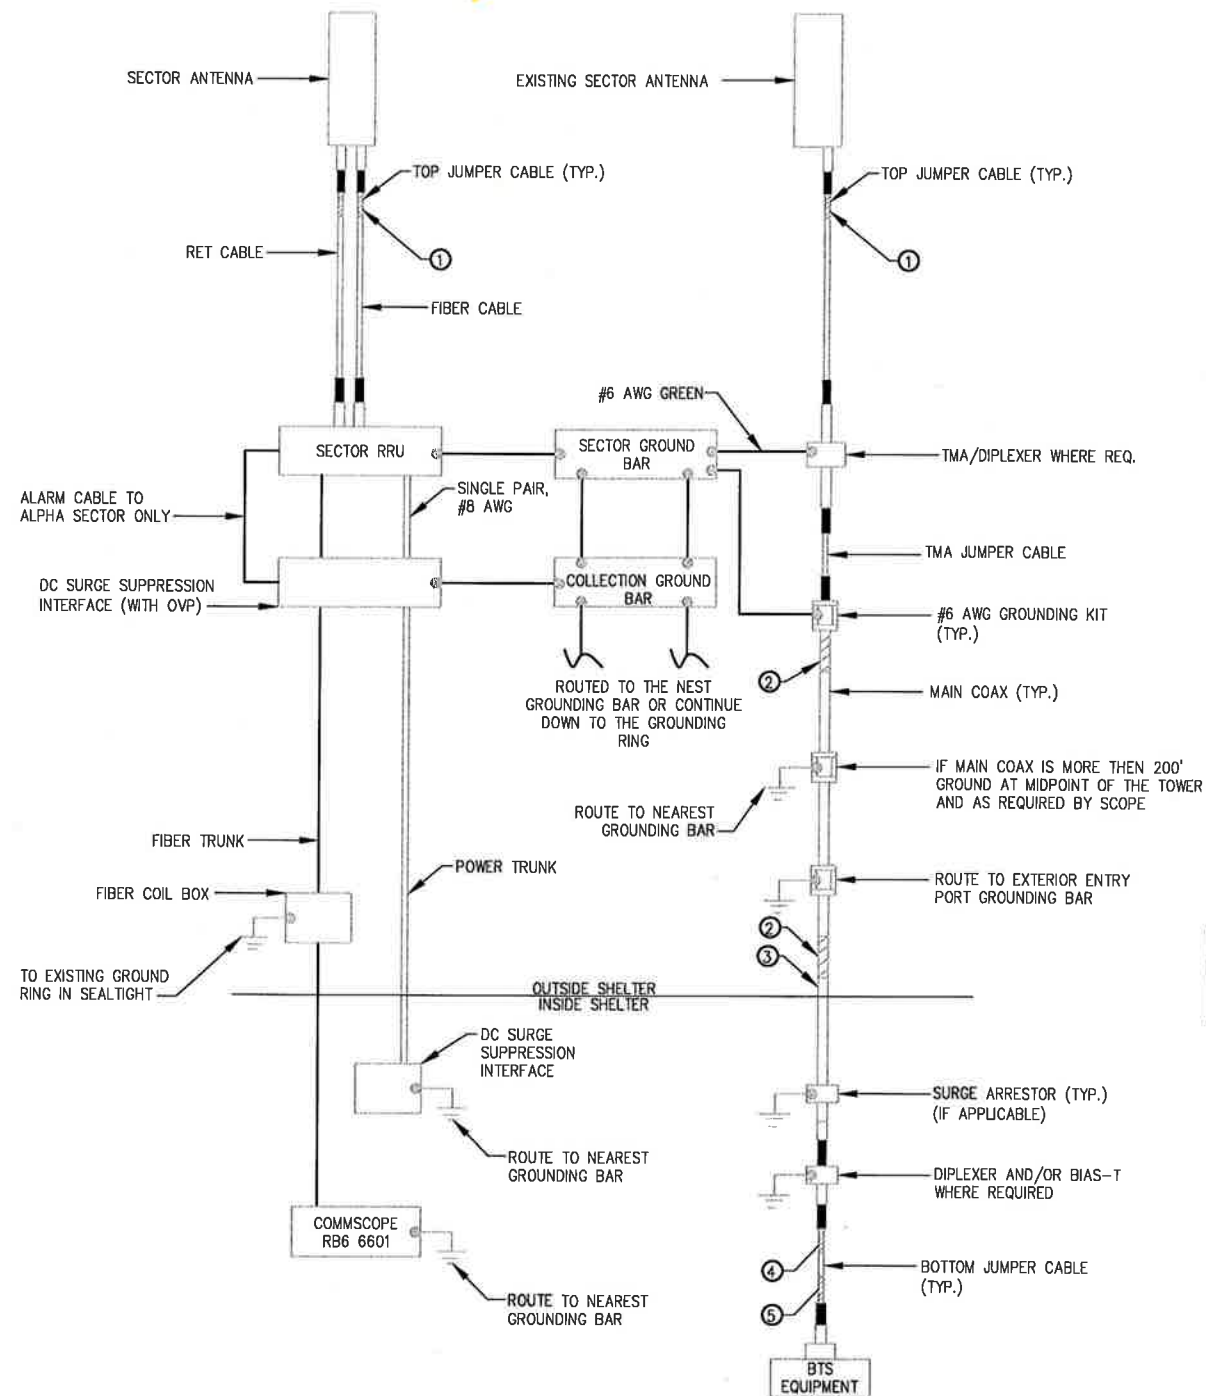 SECTOR ANTENNA
EXISTING SECTOR ANTENNA
TOP JUMPER CABLE (TYP.)
TOP JUMPER CABLE (TYP.)
RET CABLE
1
1
FIBER CABLE
#6 AWG GREEN
SECTOR RRU
SECTOR GROUND
BAR
TMA/DIPLEXER WHERE REQ.
ALARM CABLE TO
ALPHA SECTOR ONLY
SINGLE PAIR,
#8 AWG
TMA JUMPER CABLE
DC SURGE SUPPRESSION
INTERFACE (WITH OVP)
COLLECTION GROUND
BAR
#6 AWG GROUNDING KIT
(TYP.)
2
ROUTED TO THE NEST
GROUNDING BAR OR CONTINUE
DOWN TO THE GROUNDING
RING
MAIN COAX (TYP.)
IF MAIN COAX IS MORE THEN 200'
GROUND AT MIDPOINT OF THE TOWER
AND AS REQUIRED BY SCOPE
ROUTE TO NEAREST
GROUNDING BAR
FIBER TRUNK
POWER TRUNK
FIBER COIL BOX
ROUTE TO EXTERIOR ENTRY
PORT GROUNDING BAR
2
3
TO EXISTING GROUND
RING IN SEALTIGHT
OUTSIDE SHELTER
INSIDE SHELTER
DC SURGE
SUPPRESSION
INTERFACE
SURGE ARRESTOR (TYP.)
(IF APPLICABLE)
ROUTE TO NEAREST
GROUNDING BAR
DIPLEXER AND/OR BIAS-T
WHERE REQUIRED
COMMSCOPE
RB6 6601
4
BOTTOM JUMPER CABLE
(TYP.)
5
ROUTE TO NEAREST
GROUNDING BAR
BTS
EQUIPMENT